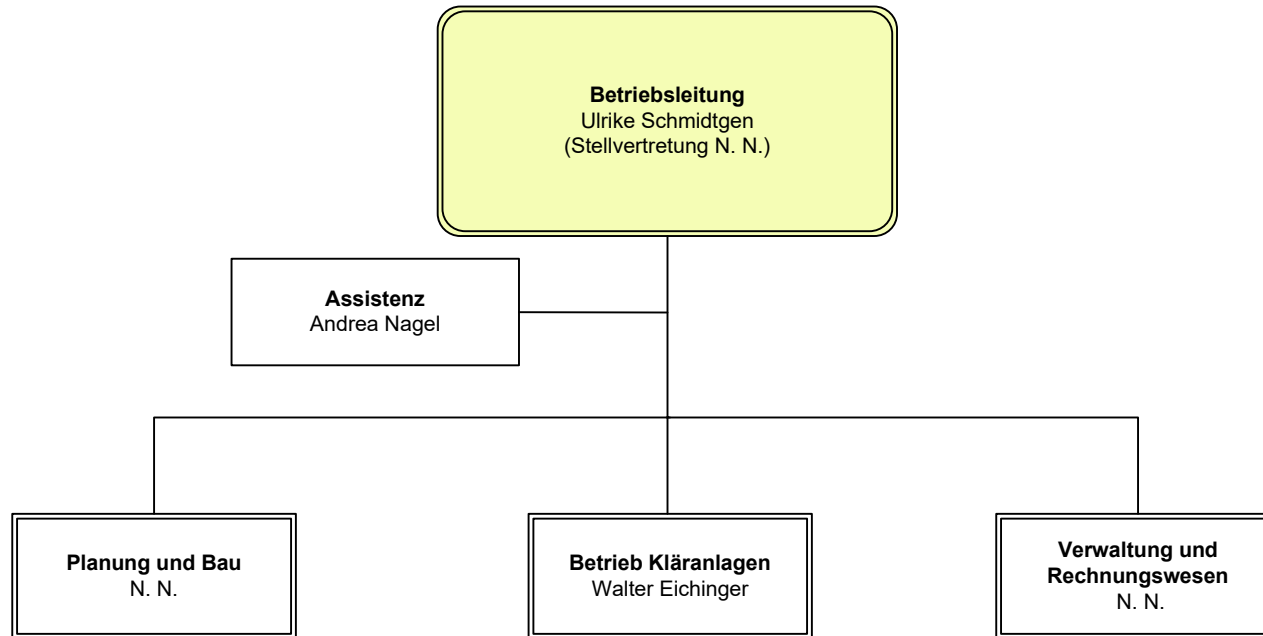 Betriebsleitung
Ulrike Schmidtgen
(Stellvertretung N. N.)
Assistenz
Andrea Nagel
Planung und Bau
N. N.
Betrieb Kläranlagen
Walter Eichinger
Verwaltung und
Rechnungswesen
N. N.